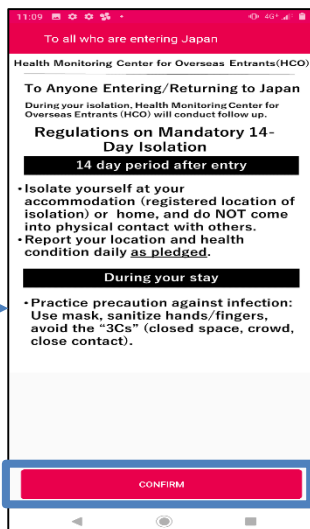 11:09
4G+
To all who are entering Japan
Health Monitoring Center for Overseas Entrants(HCO)
To Anyone Entering/Returning to Japan
During your isolation, Health Monitoring Center for
Overseas Entrants (HCO) will conduct follow up.
Regulations on Mandatory 14-
Day Isolation
14 day period after entry
• Isolate yourself at your
accommodation (registered location of
isolation) or home, and do NOT come
into physical contact with others.
• Report your location and health
condition daily as pledged.
During your stay
• Practice precaution against infection:
Use mask, sanitize hands/fingers,
avoid the “3Cs” (closed space, crowd,
close contact).
CONFIRM